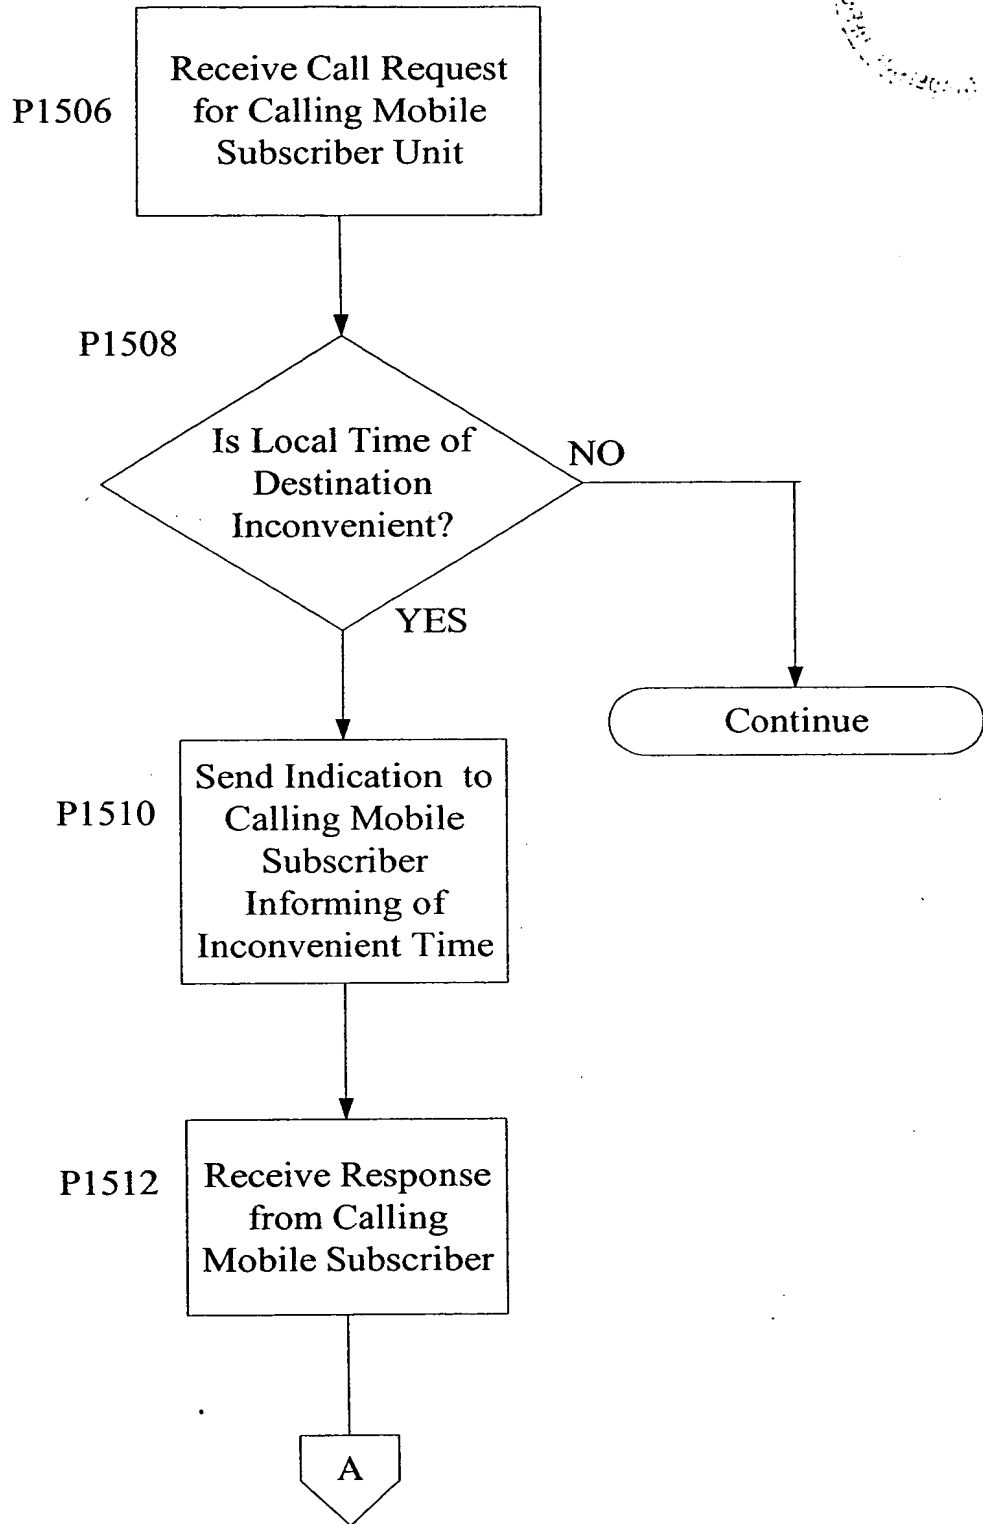 P1506
Receive Call Request
for Calling Mobile
Subscriber Unit
P1508
Is Local Time of
Destination
Inconvenient?
NO
YES
Continue
P1510
Send Indication to
Calling Mobile
Subscriber
Informing of
Inconvenient Time
P1512
Receive Response
from Calling
Mobile Subscriber
A